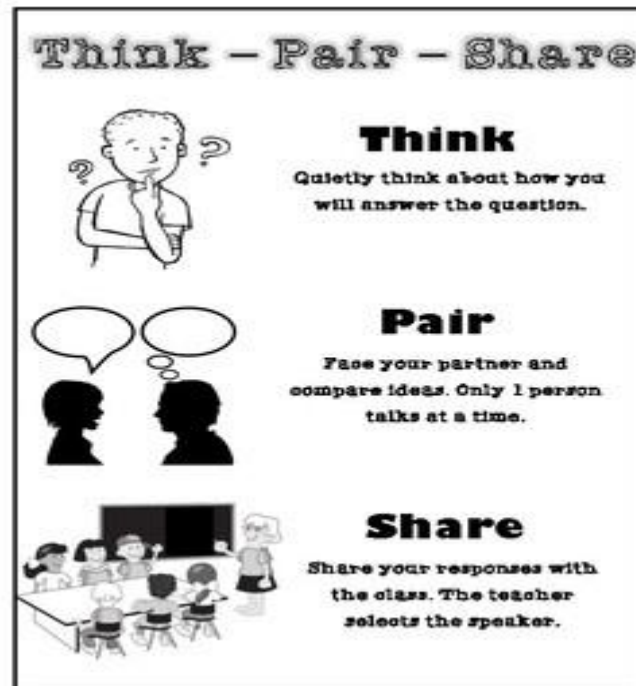 Think – Pair – Share
?
?
Think
Quietly think about how you
will answer the question.
Pair
Face your partner and
compare ideas. Only 1 person
talks at a time.
Share
Share your responses with
the class. The teacher
selects the speaker.